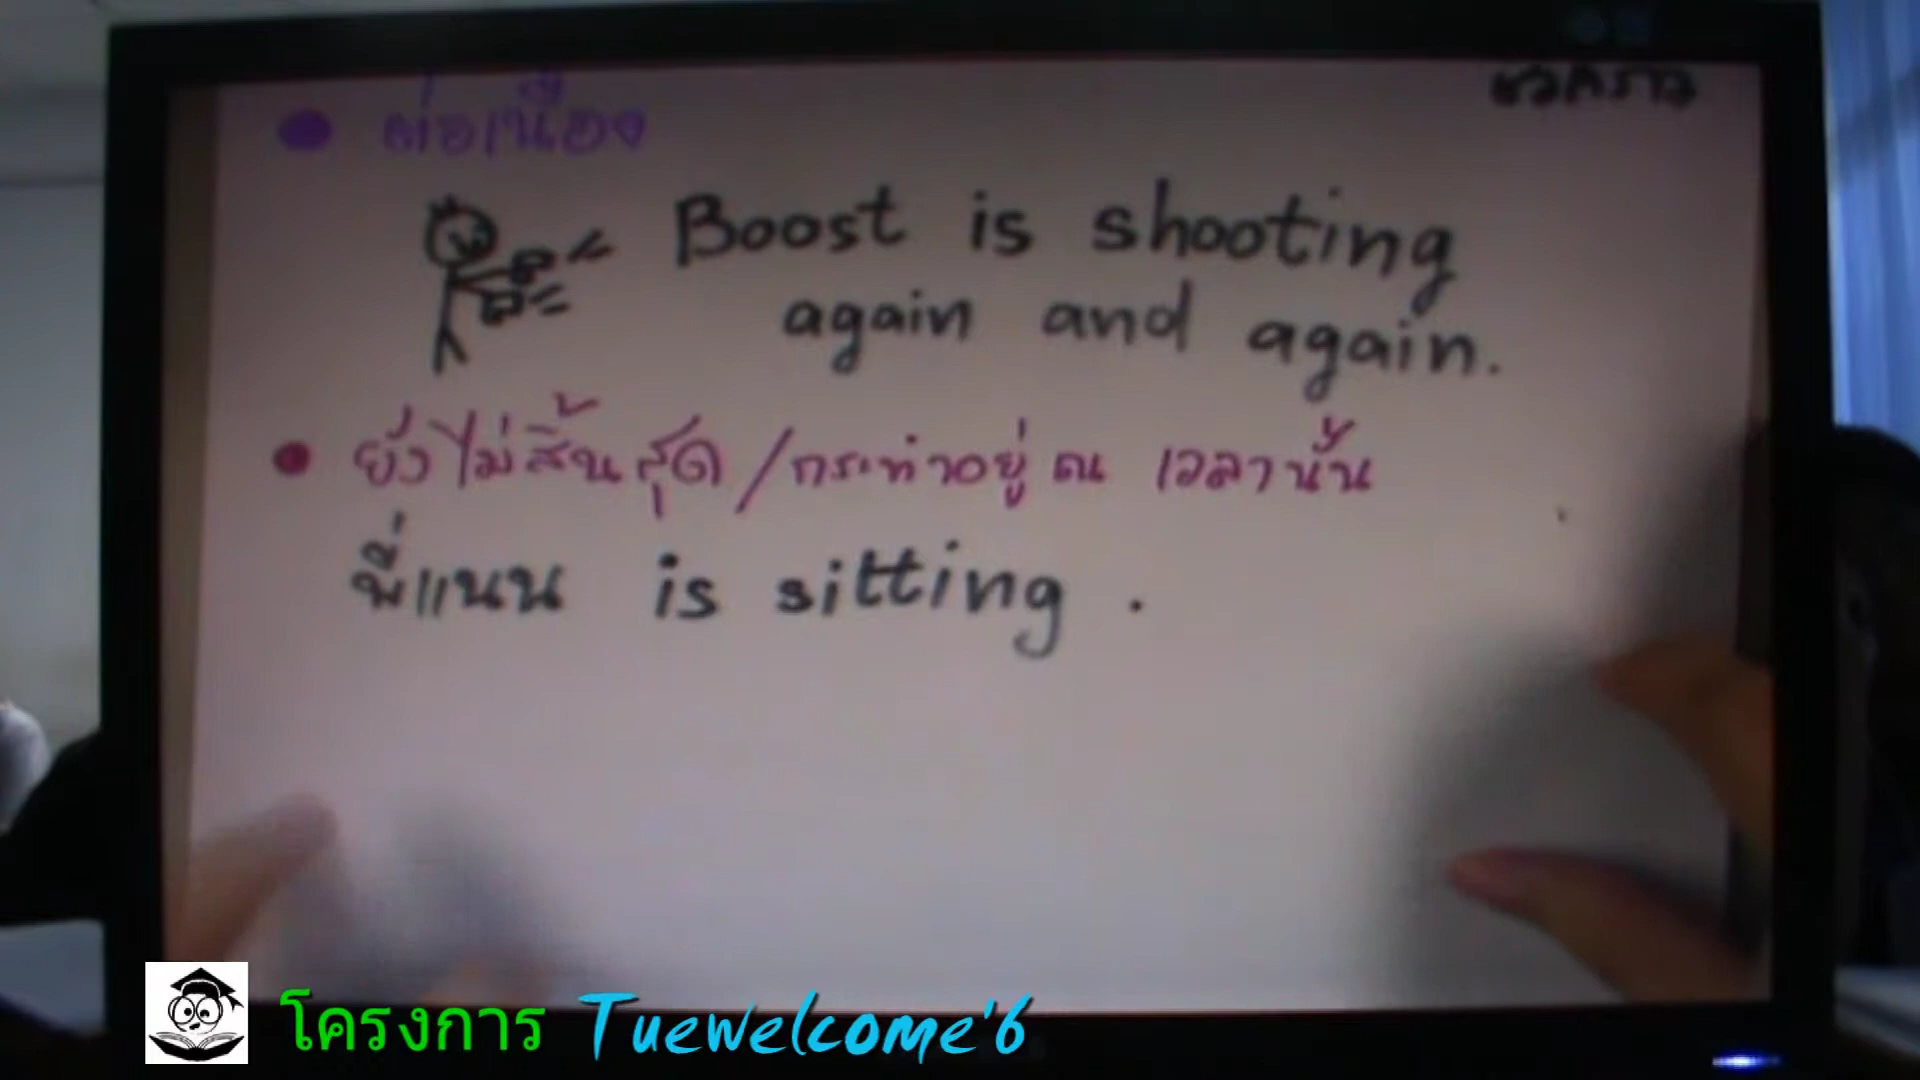 ชั่วคราว
ต่อเนื่อง
Boost is shooting
again and again.
ยังไม่สิ้นสุด / กระทำอยู่ ณ เวลานั้น
พี่แนน is sitting .
โครงการ Tuewelcome'6